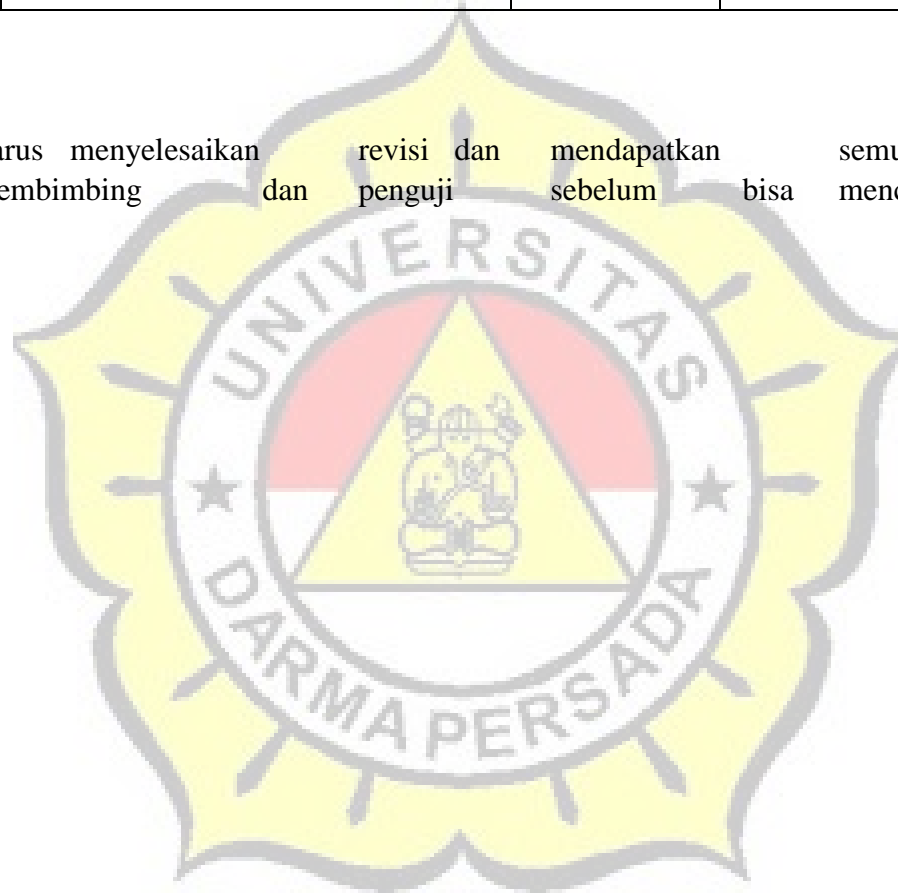 arus menyelesaikan revisi dan mendapatkan semu
embimbing dan penguji sebelum bisa menc
UNIVERSITAS
DARMA PERSADA